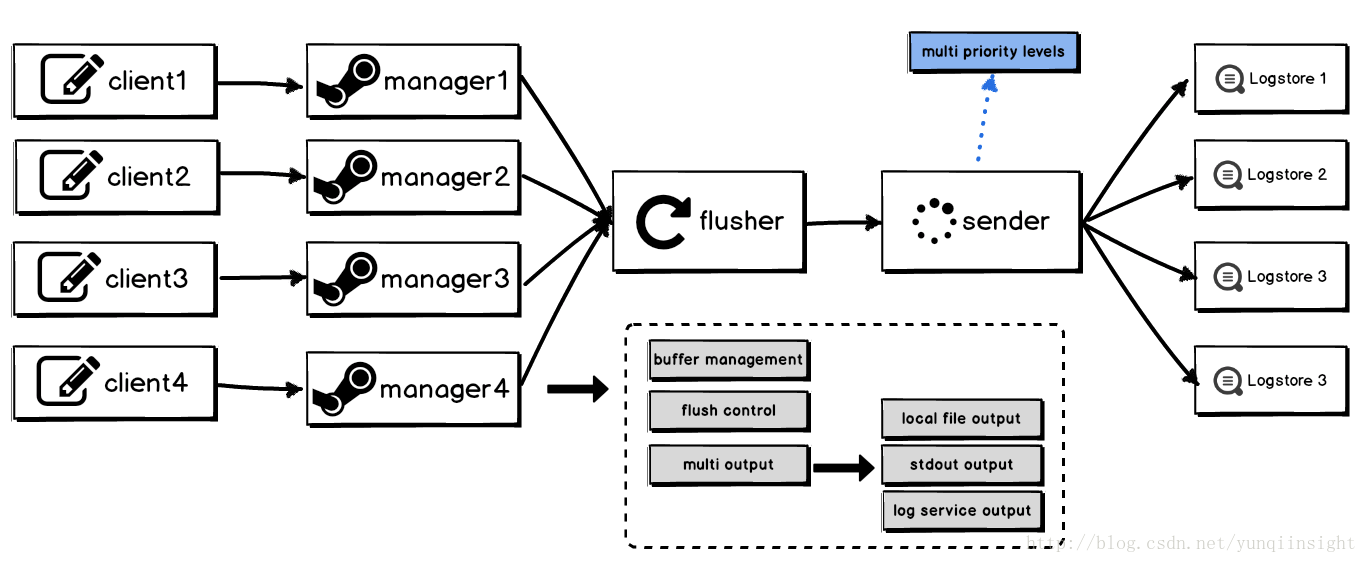 client1
manager1
multi priority levels
Logstore 1
client2
manager2
Logstore 2
flusher
sender
client3
manager3
Logstore 3
client4
manager4
Logstore 3
buffer management
flush control
multi output
local file output
stdout output
log service output
http://blog.csdn.net/yunqiinsight